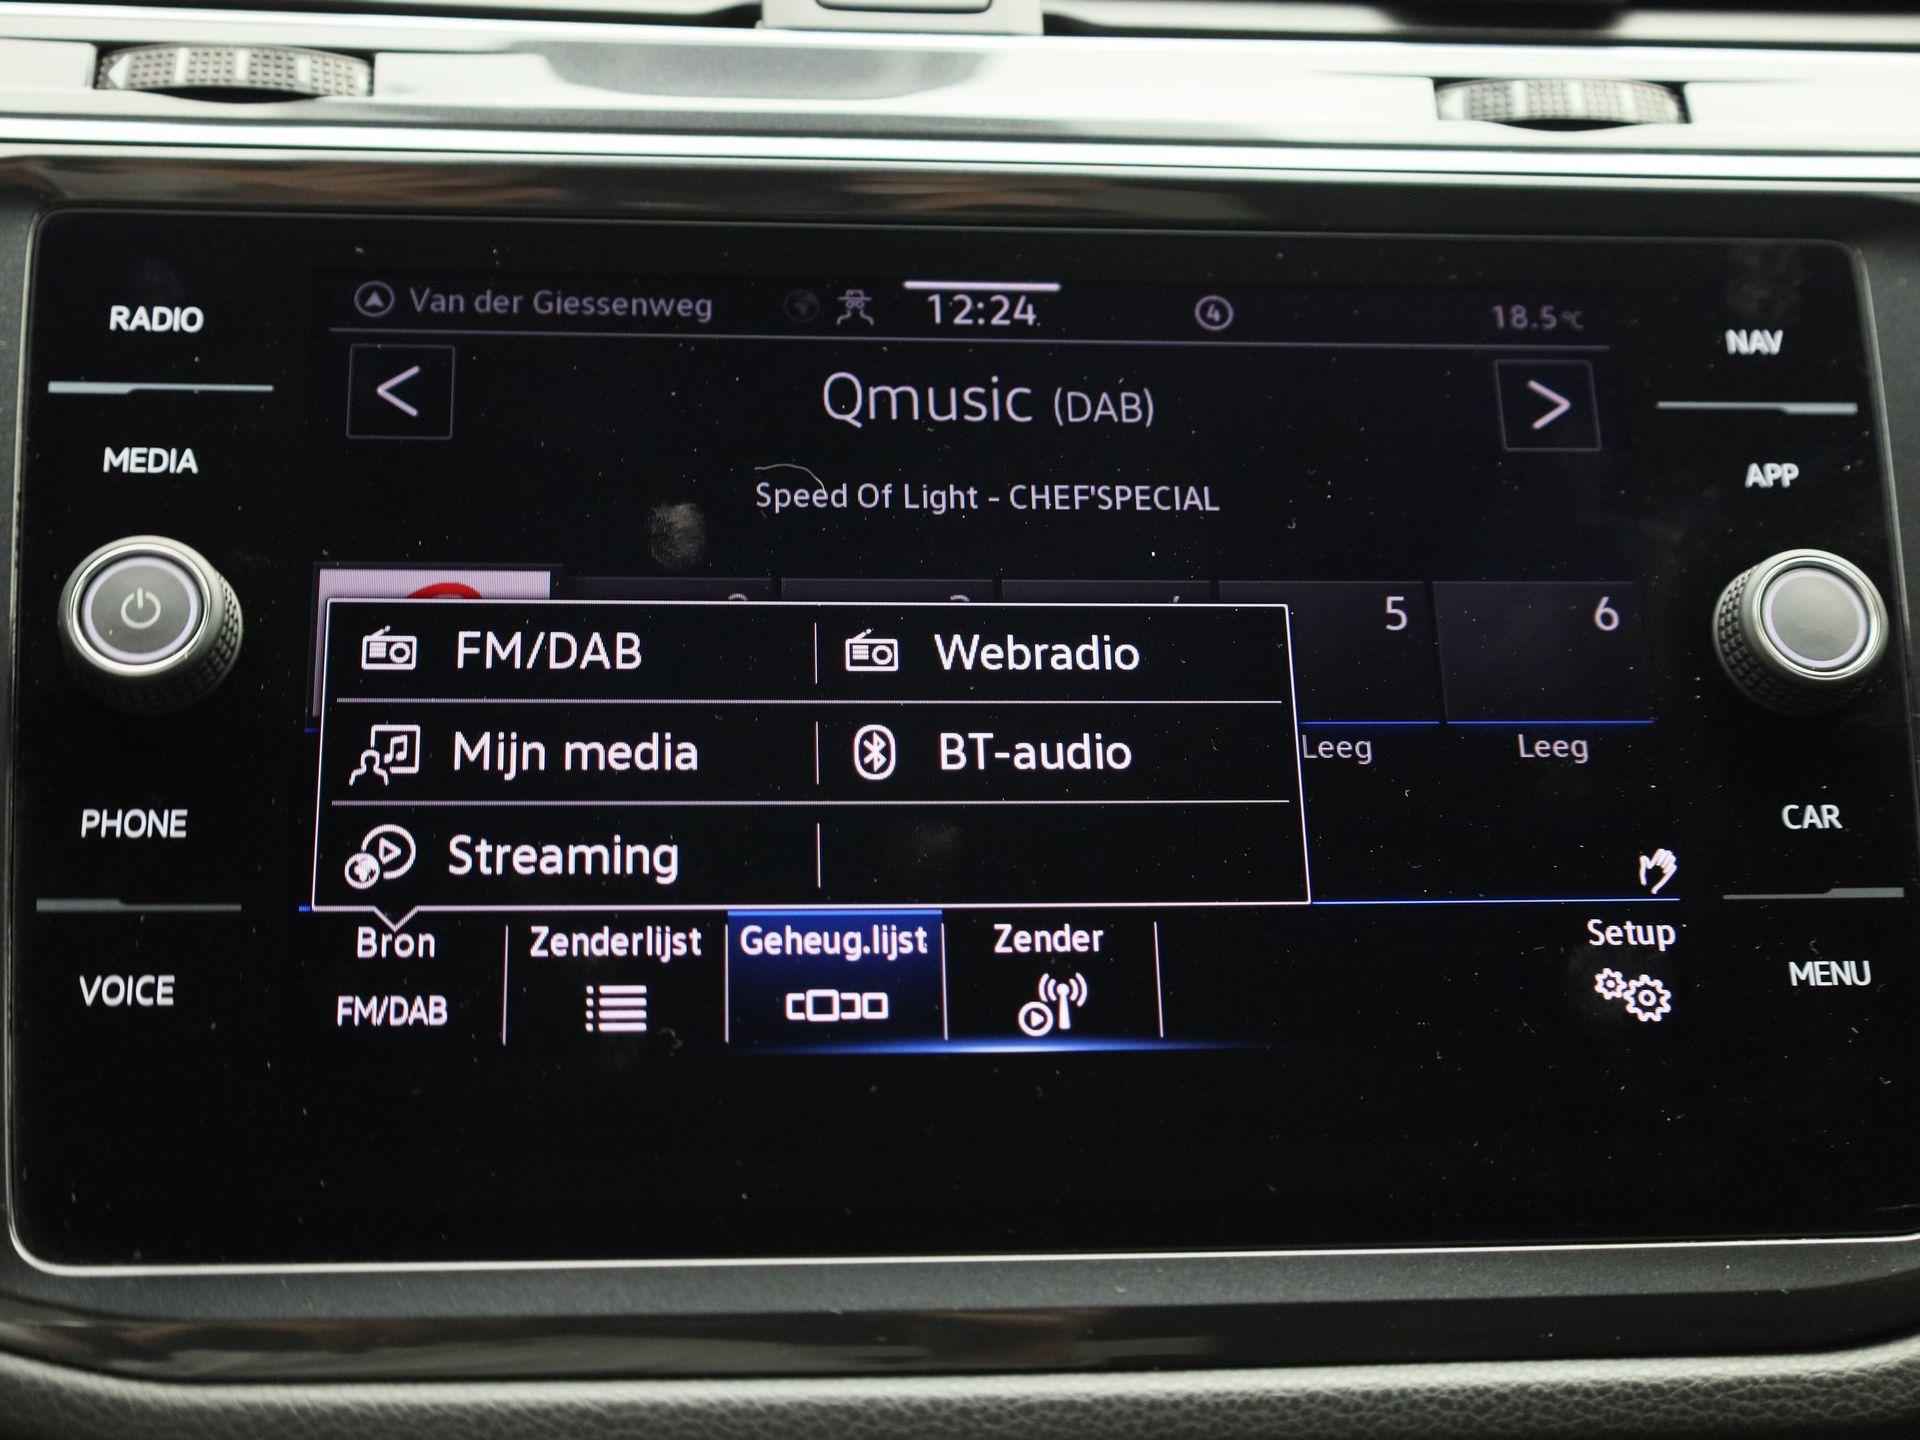 RADIO
MEDIA
PHONE
VOICE
Van der Giessenweg
12:24
4
18.5°C
Qmusic (DAB)
Speed Of Light - CHEF'SPECIAL
5
6
FM/DAB
Webradio
Mijn media
BT-audio
Streaming
Leeg
Leeg
Bron
FM/DAB
Zenderlijst
Geheug.lijst
Zender
Setup
NAV
APP
CAR
MENU